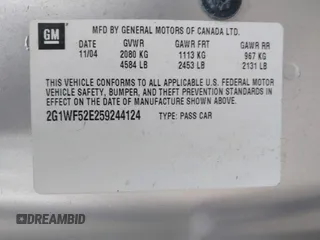 GM
MFD BY GENERAL MOTORS OF CANADA LTD.
DATE GVWR GAWR FRT GAWR RR
11/04 2080 KG 1113 KG 967 KG
4584 LB 2453 LB 2131 LB
THIS VEHICLE CONFORMS TO ALL APPLICABLE U.S. FEDERAL MOTOR
VEHICLE SAFETY, BUMPER, AND THEFT PREVENTION STANDARDS IN
EFFECT ON THE DATE OF MANUFACTURE SHOWN ABOVE.
2G1WF52E259244124 TYPE: PASS CAR
DREAMBID